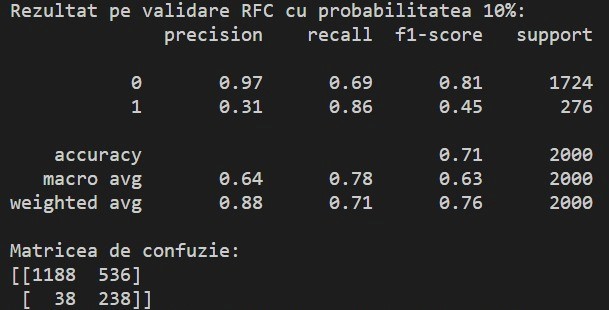 Rezultat pe validare RFC cu probabilitatea 10%:
precision recall f1-score support
0 0.97 0.69 0.81 1724
1 0.31 0.86 0.45 276
accuracy 0.71 2000
macro avg 0.64 0.78 0.63 2000
weighted avg 0.88 0.71 0.76 2000
Matricea de confuzie:
[[1188 536]
[ 38 238]]